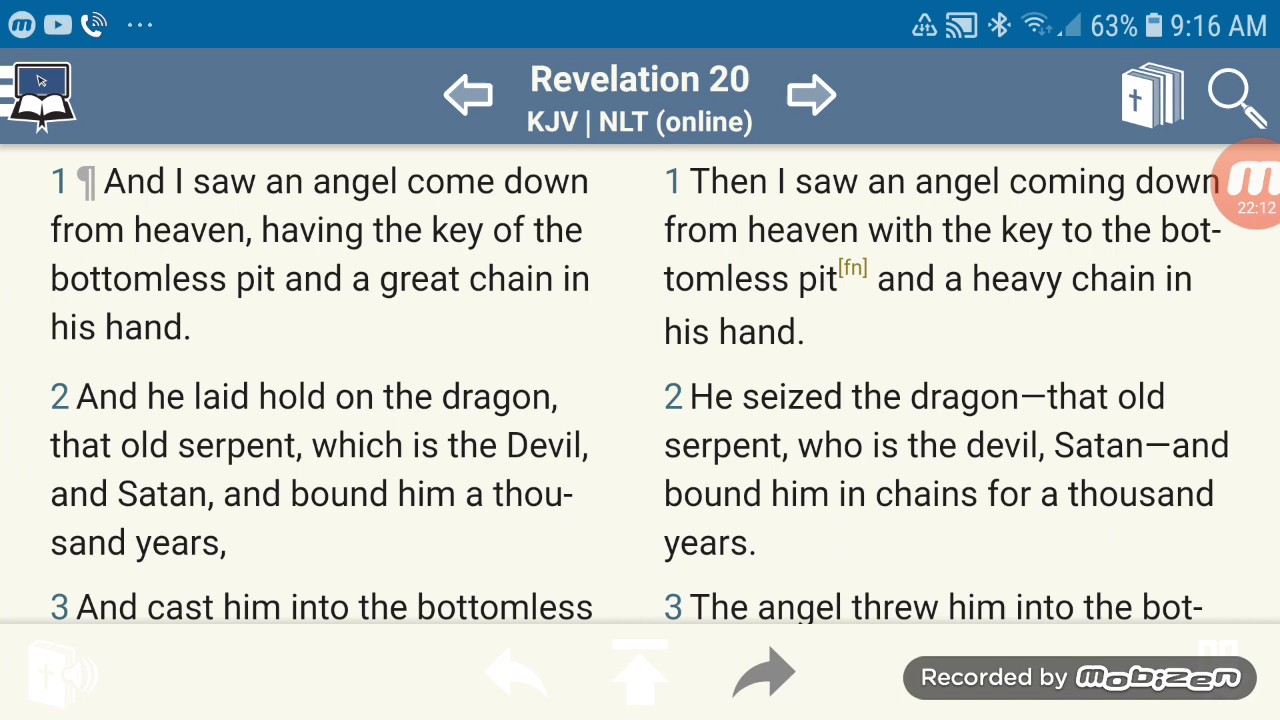 63% 9:16 AM
Revelation 20
KJV | NLT (online)
22:12
1 ¶ And I saw an angel come down
from heaven, having the key of the
bottomless pit and a great chain in
his hand.
2 And he laid hold on the dragon,
that old serpent, which is the Devil,
and Satan, and bound him a thou-
sand years,
3 And cast him into the bottomless
1 Then I saw an angel coming down
from heaven with the key to the bot-
tomless pit[fn] and a heavy chain in
his hand.
2 He seized the dragon—that old
serpent, who is the devil, Satan—and
bound him in chains for a thousand
years.
3 The angel threw him into the bot-
Recorded by mobizen